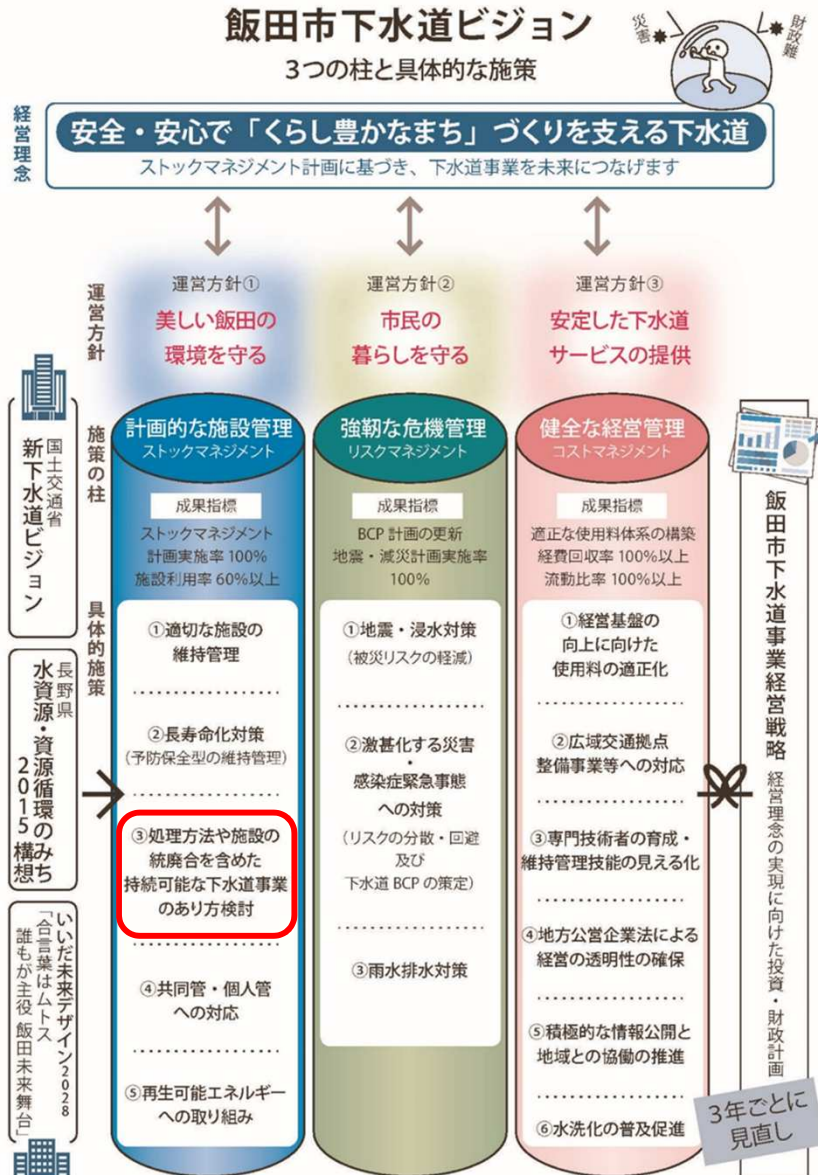 飯田市下水道ビジョン
3つの柱と具体的な施策
災害
財政難
経営理念
安全・安心で「くらし豊かなまち」づくりを支える下水道
ストックマネジメント計画に基づき、下水道事業を未来につなげます
運営方針
運営方針①
美しい飯田の
環境を守る
運営方針②
市民の
暮らしを守る
運営方針③
安定した下水道
サービスの提供
施策の柱
計画的な施設管理
ストックマネジメント
成果指標
ストックマネジメント
計画実施率100%
施設利用率60%以上
強靭な危機管理
リスクマネジメント
成果指標
BCP計画の更新
地震・減災計画実施率
100%
健全な経営管理
コストマネジメント
成果指標
適正な使用料体系の構築
経費回収率100%以上
流動比率100%以上
具体的施策
①適切な施設の
維持管理
②長寿命化対策
(予防保全型の維持管理)
③処理方法や施設の
統廃合を含めた
持続可能な下水道事業
のあり方検討
④共同管・個人管
への対応
⑤再生可能エネルギー
への取り組み
①地震・浸水対策
(被災リスクの軽減)
②激甚化する災害
・
感染症緊急事態
への対策
(リスクの分散・回避
及び
下水道BCPの策定)
③雨水排水対策
①経営基盤の
向上に向けた
使用料の適正化
②広域交通拠点
整備事業等への対応
③専門技術者の育成・
維持管理技能の見える化
④地方公営企業法による
経営の透明性の確保
⑤積極的な情報公開と
地域との協働の推進
⑥水洗化の普及促進
国土交通省
新下水道ビジョン
長野県
水資源・資源循環のみち
2015構想
いいだ未来デザイン2028
「合言葉はムトス
誰もが主役 飯田未来舞台」
飯田市下水道事業経営戦略
経営理念の実現に向けた投資・財政計画
3年ごとに
見直し